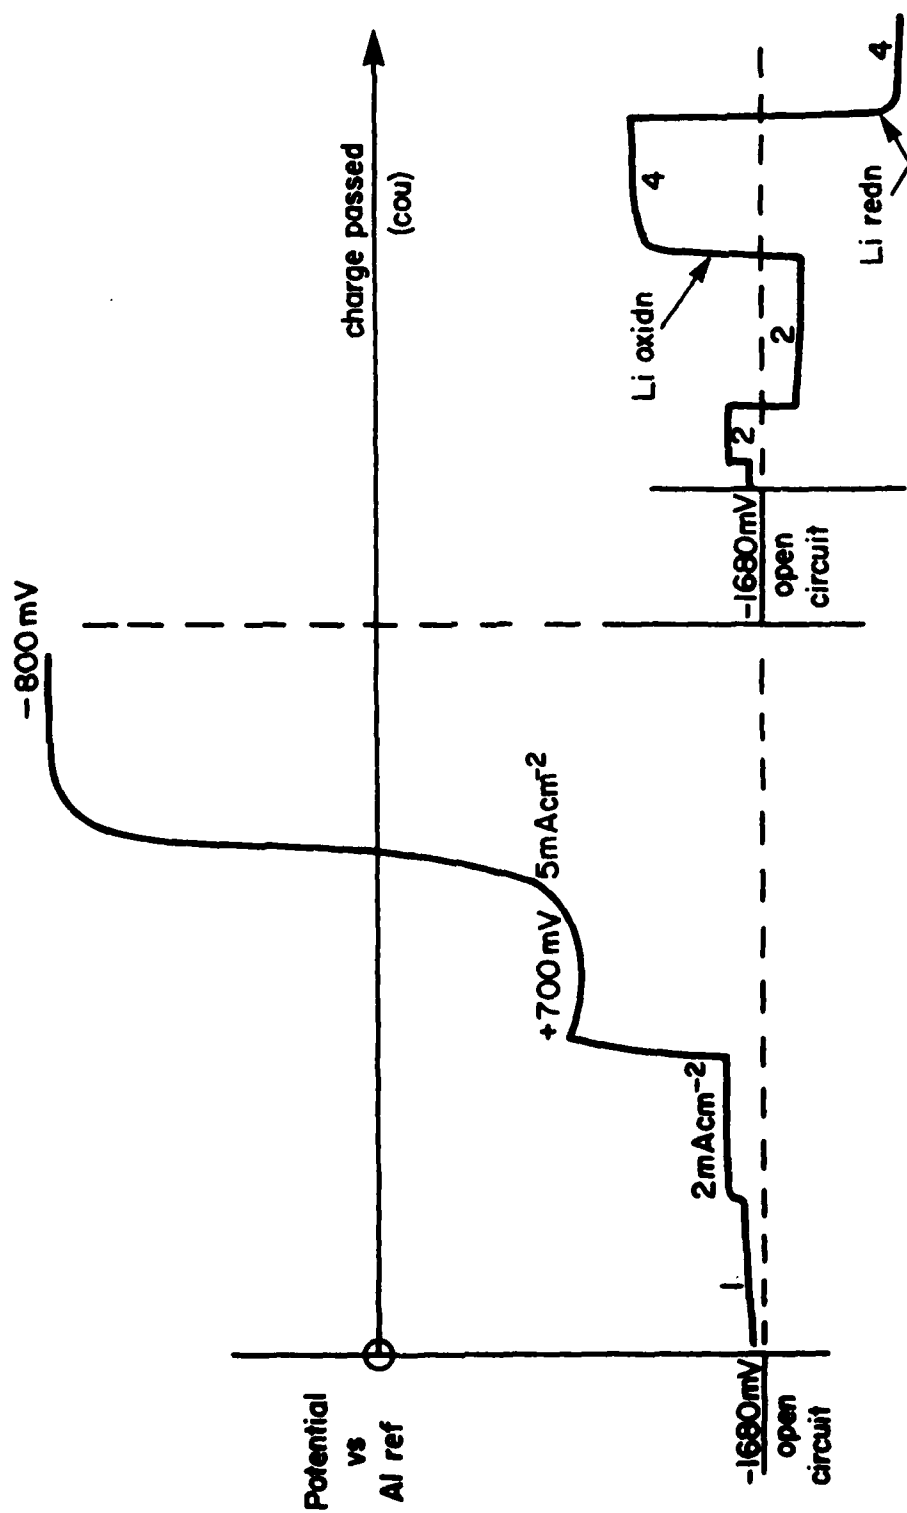 Potential
vs
Al ref
-1680mV
open
circuit
1
2mAcm⁻²
+700mV
5mAcm⁻²
-800mV
charge passed
(cou)
-1680mV
open
circuit
2
2
Li oxidn
4
Li redn
4